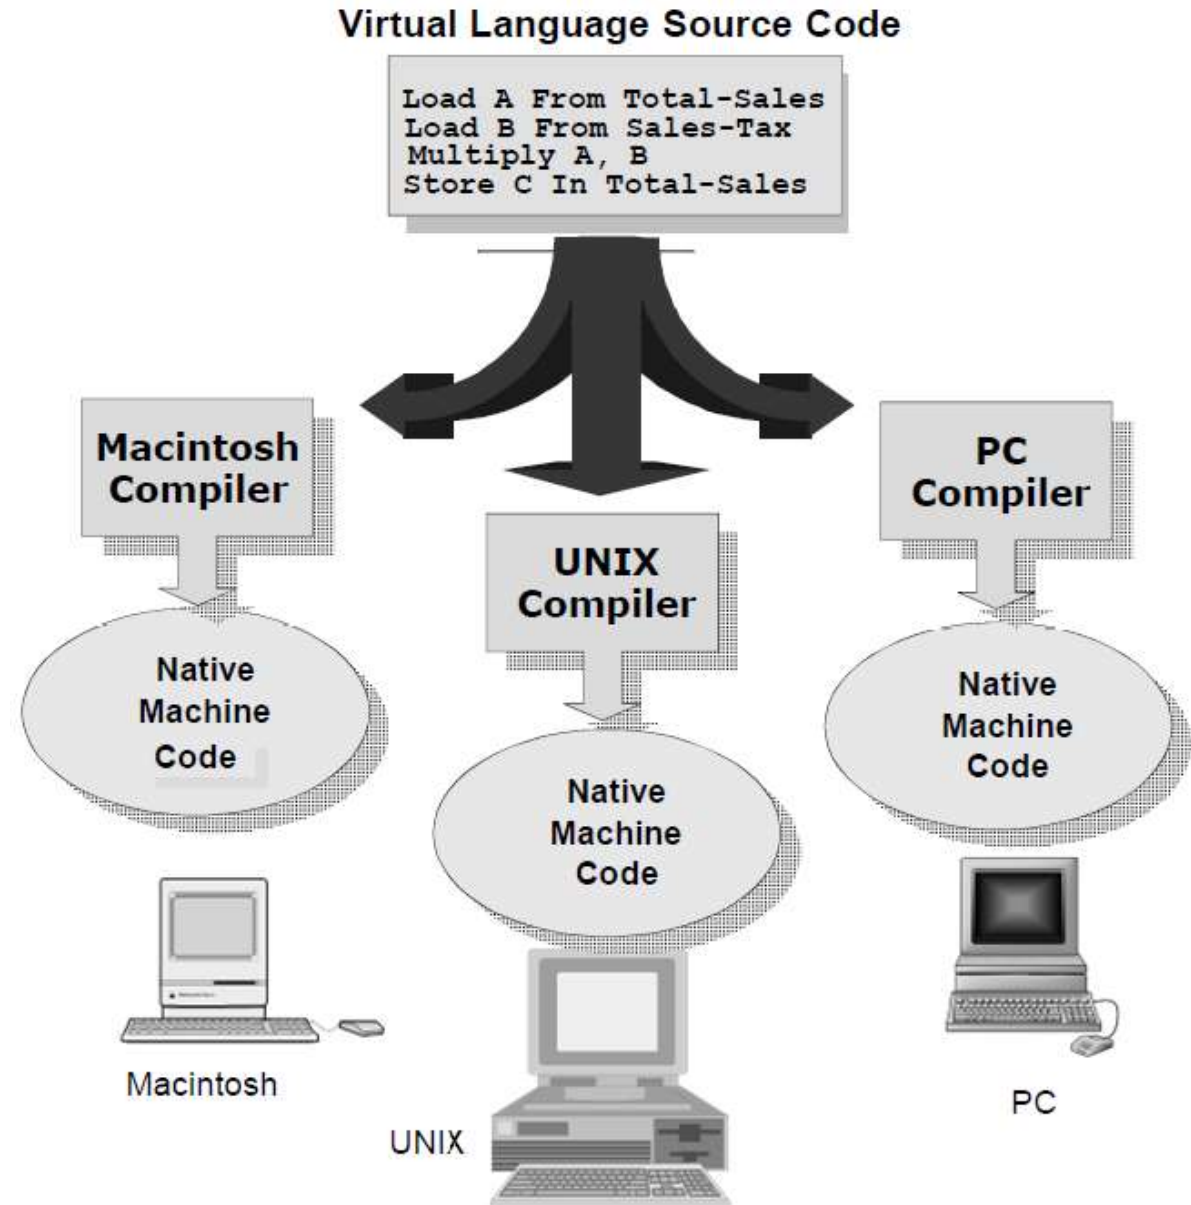 Virtual Language Source Code
Load A From Total-Sales
Load B From Sales-Tax
Multiply A, B
Store C In Total-Sales
Macintosh
Compiler
PC
Compiler
UNIX
Compiler
Native
Machine
Code
Native
Machine
Code
Native
Machine
Code
Macintosh
UNIX
PC